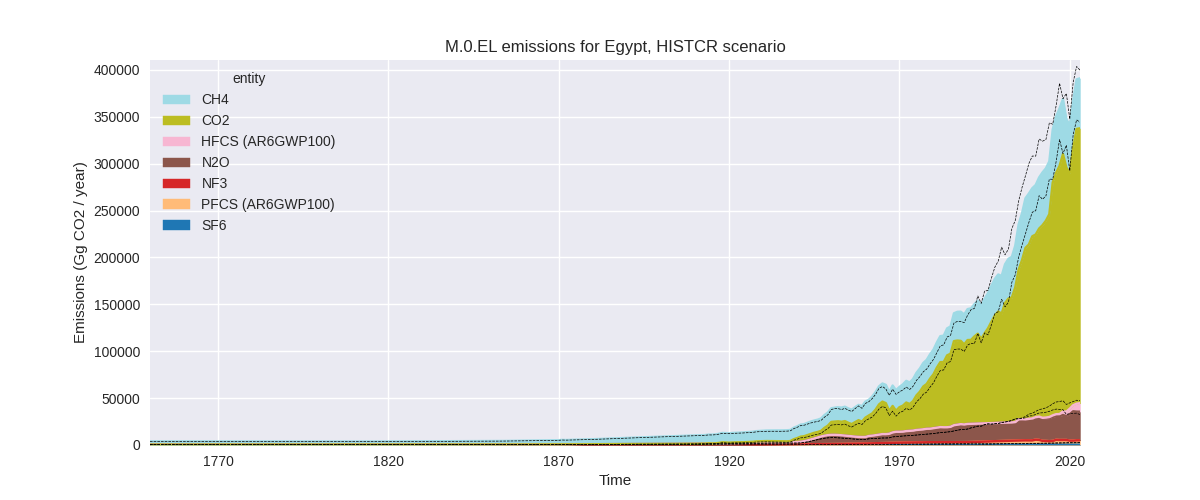 M.0.EL emissions for Egypt, HISTCR scenario
400000
350000
300000
250000
200000
150000
100000
50000
0
Emissions (Gg CO2 / year)
entity
CH4
CO2
HFCS (AR6GWP100)
N2O
NF3
PFCS (AR6GWP100)
SF6
1770
1820
1870
1920
1970
2020
Time